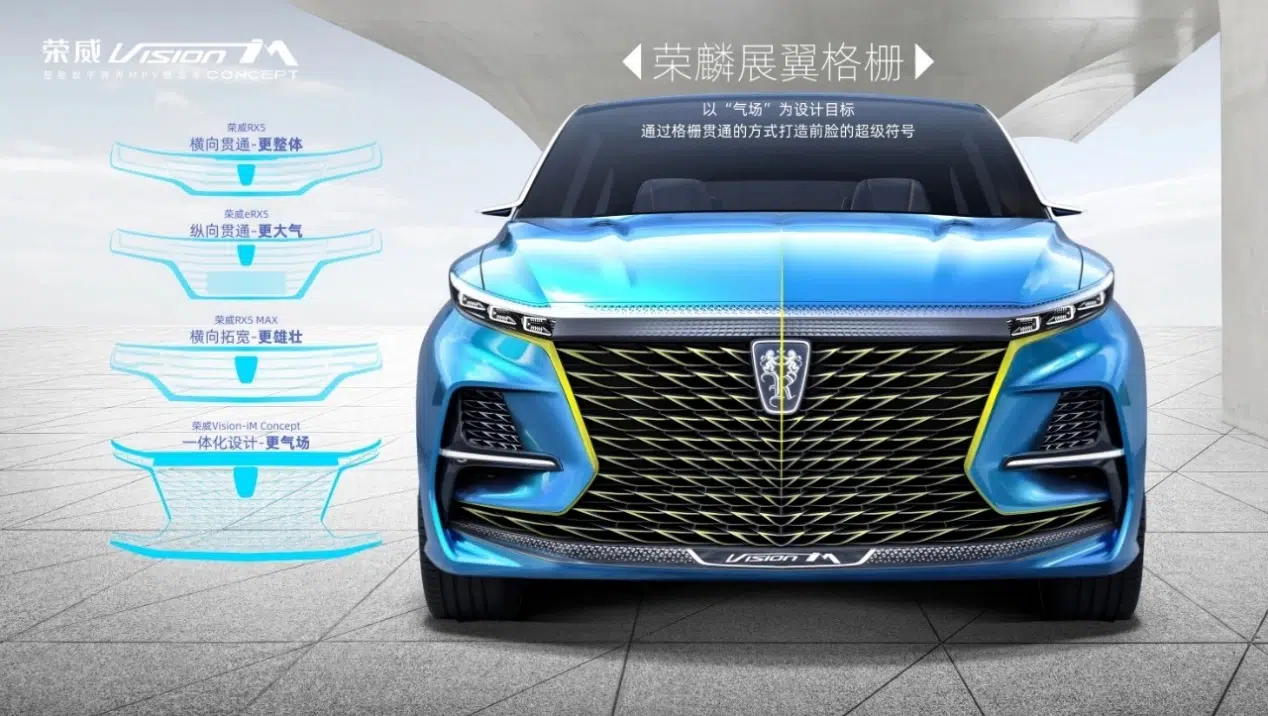 荣威 Vision iM
智能数字座舱MPV概念车 CONCEPT
荣麟展翼格栅
以“气场”为设计目标
通过格栅贯通的方式打造前脸的超级符号
荣威RX5
横向贯通-更整体
荣威eRX5
纵向贯通-更大气
荣威RX5 MAX
横向拓宽-更雄壮
荣威Vision-iM Concept
一体化设计-更气场
Vision iM